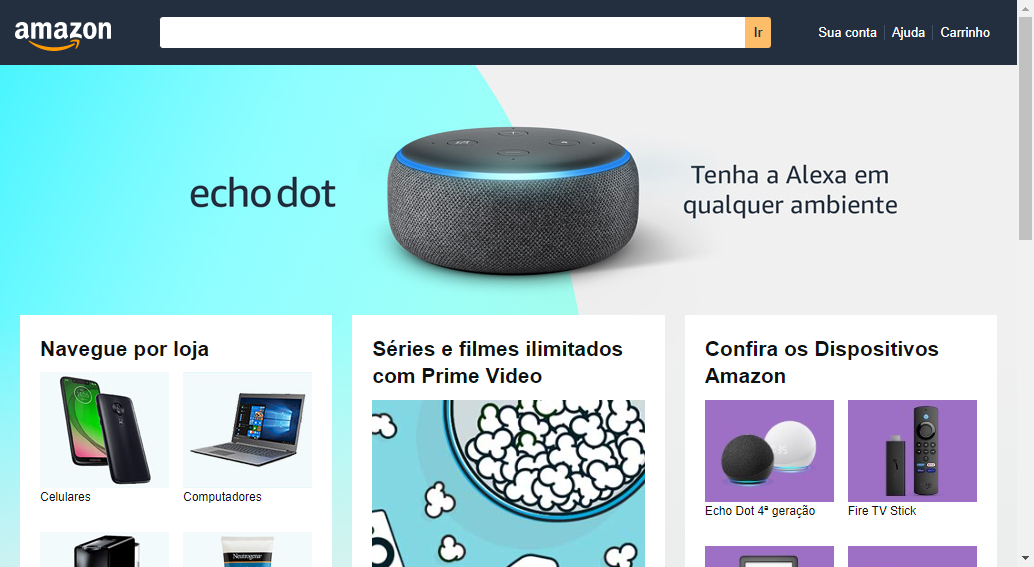 amazon
Ir
Sua conta
Ajuda
Carrinho
echo dot
Tenha a Alexa em
qualquer ambiente
Navegue por loja
Celulares
Computadores
Neutrogena
Séries e filmes ilimitados
com Prime Video
Confira os Dispositivos
Amazon
Echo Dot 4ª geração
Fire TV Stick